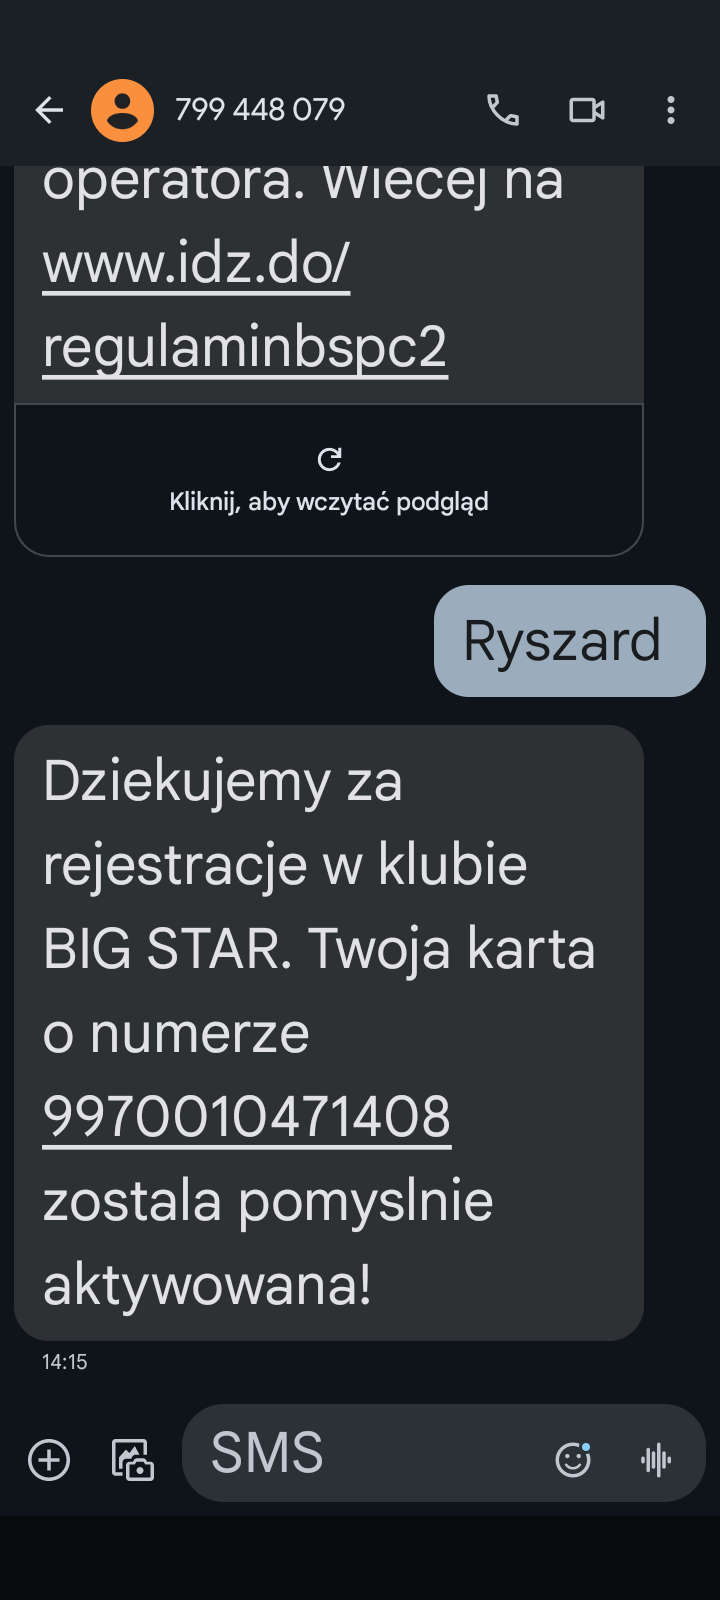 799 448 079
operatora. Wiecej na
www.idz.do/
regulaminbspc2
Kliknij, aby wczytać podgląd
Ryszard
Dziekujemy za
rejestracje w klubie
BIG STAR. Twoja karta
o numerze
9970010471408
zostala pomyslnie
aktywowana!
14:15
SMS